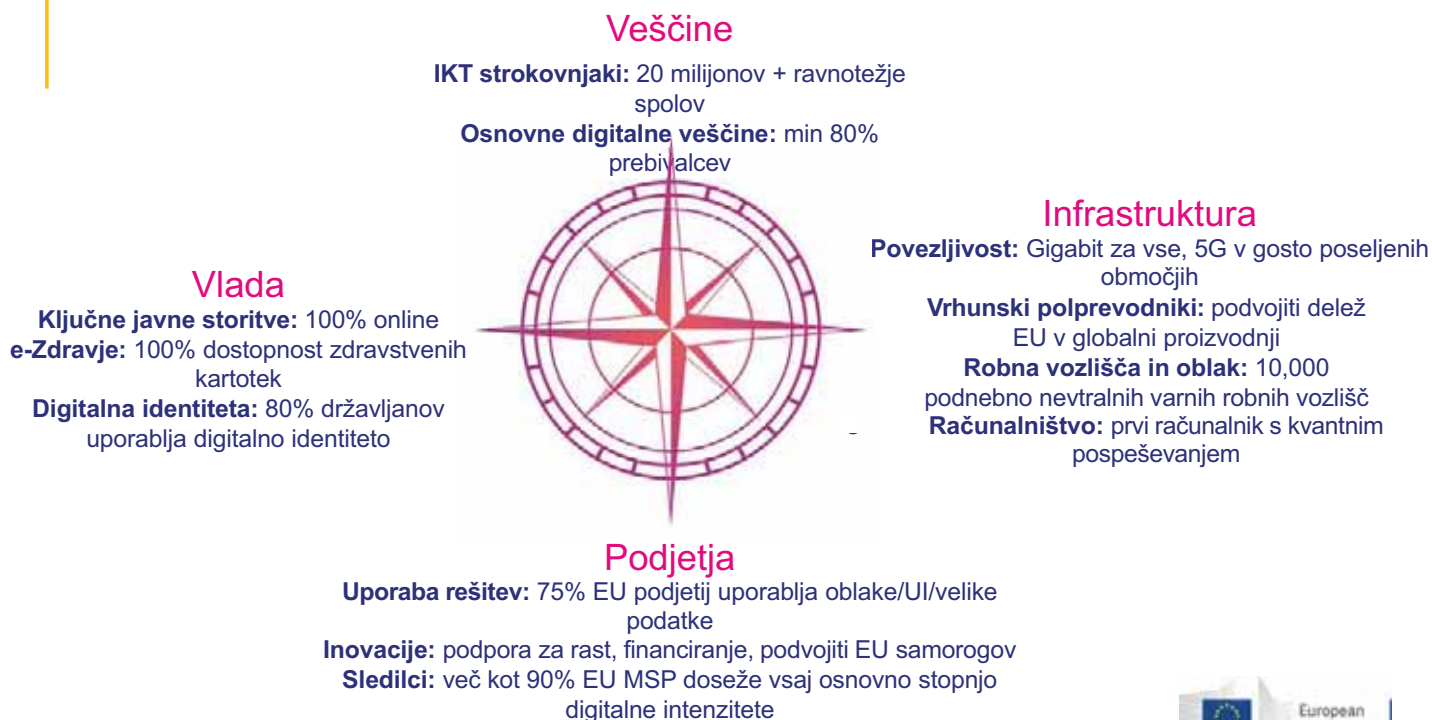 Veščine
IKT strokovnjaki: 20 milijonov + ravnotežje
spolov
Osnovne digitalne veščine: min 80%
prebivalcev
Infrastruktura
Povezljivost: Gigabit za vse, 5G v gosto poseljenih
območjih
Vrhunski polprevodniki: podvojiti delež
EU v globalni proizvodnji
Robna vozlišča in oblak: 10,000
podnebno nevtralnih varnih robnih vozlišč
Računalništvo: prvi računalnik s kvantnim
pospeševanjem
Vlada
Ključne javne storitve: 100% online
e-Zdravje: 100% dostopnost zdravstvenih
kartotek
Digitalna identiteta: 80% državljanov
uporablja digitalno identiteto
Podjetja
Uporaba rešitev: 75% EU podjetij uporablja oblake/UI/velike
podatke
Inovacije: podpora za rast, financiranje, podvojiti EU samorogov
Sledilci: več kot 90% EU MSP doseže vsaj osnovno stopnjo
digitalne intenzitete
European